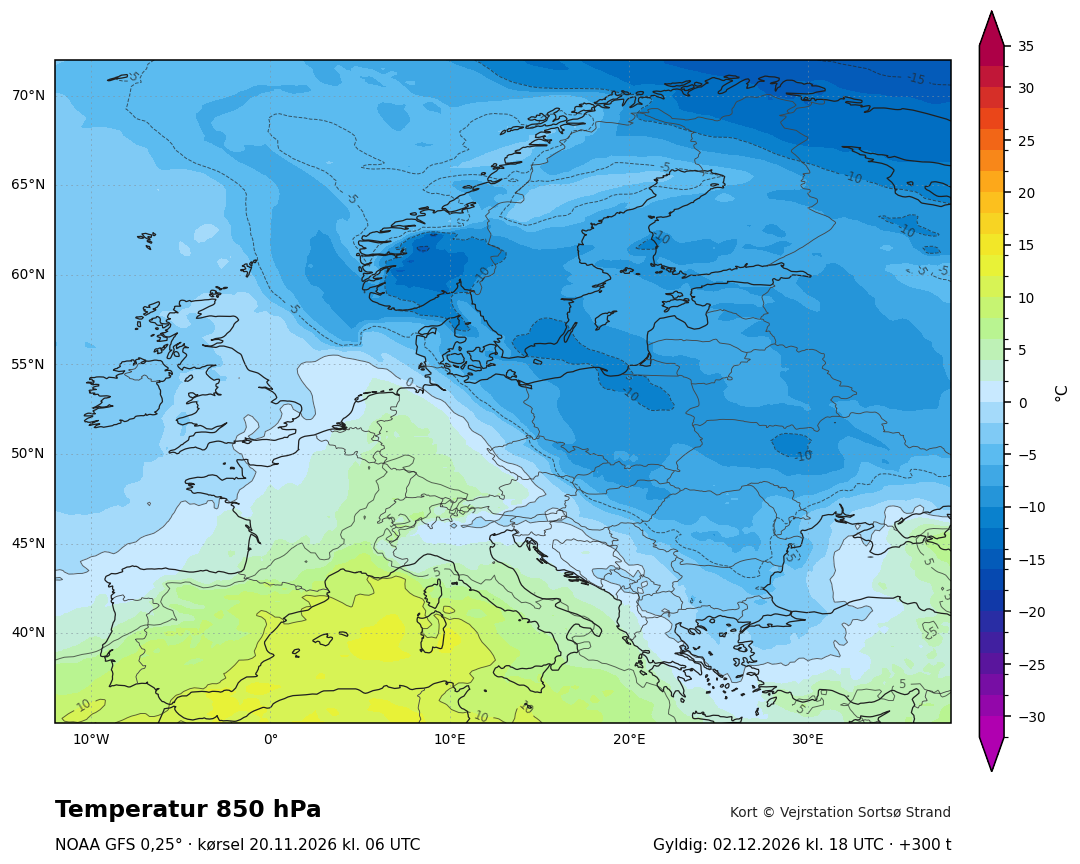 70°N
65°N
60°N
55°N
50°N
45°N
40°N
10°W
0°
10°E
20°E
30°E
35
30
25
20
15
10
5
0
−5
−10
−15
−20
−25
−30
°C
Temperatur 850 hPa
Kort © Vejrstation Sortsø Strand
NOAA GFS 0,25° · kørsel 20.11.2026 kl. 06 UTC
Gyldig: 02.12.2026 kl. 18 UTC · +300 t